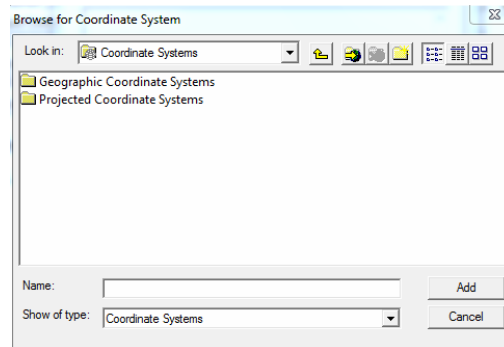 Browse for Coordinate System
Look in: Coordinate Systems
Geographic Coordinate Systems
Projected Coordinate Systems
Name: Add
Show of type: Coordinate Systems Cancel